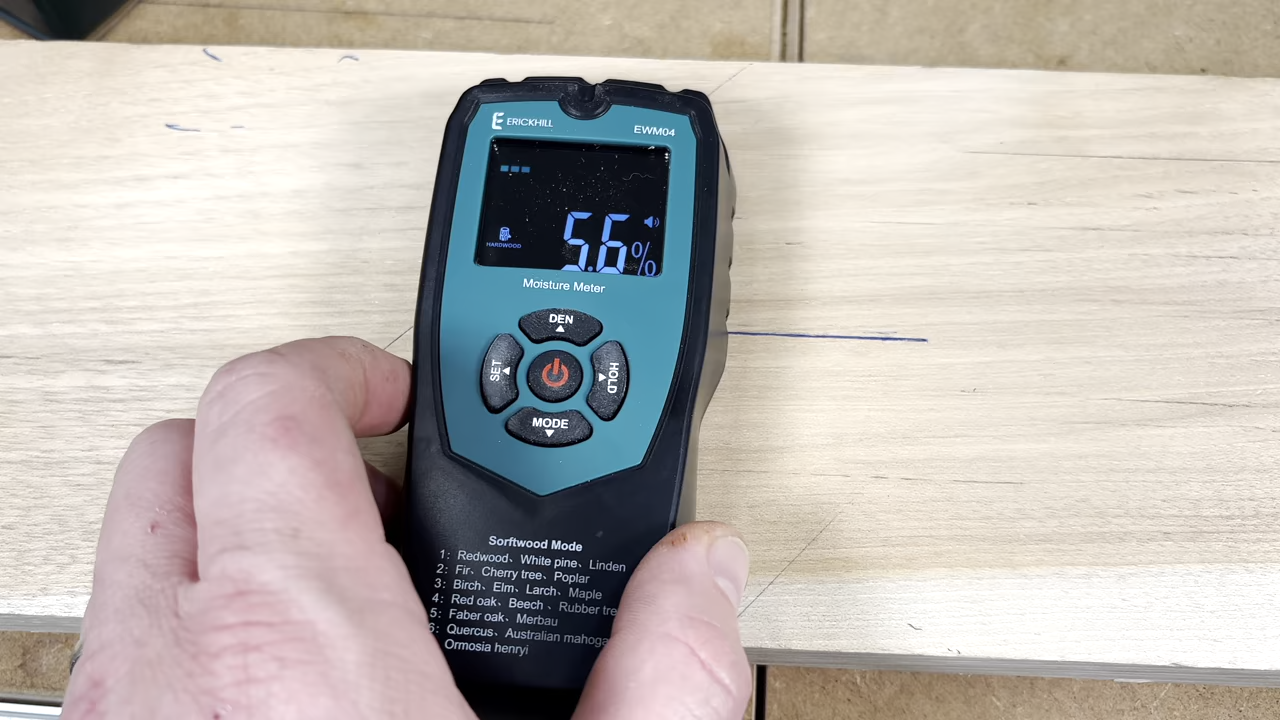 ERICKHILL
EWM04
HARDWOOD
5.6%
Moisture Meter
DEN
SET
HOLD
MODE
Sorftwood Mode
1: Redwood、White pine、Linden
2: Fir、Cherry tree、Poplar
3: Birch、Elm、Larch、Maple
4: Red oak、Beech、Rubber tre
5: Faber oak、Merbau
6: Quercus、Australian mahoga
Ormosia henryi